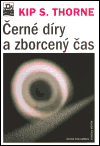 KIP S. THORNE
Černé díry
a zborcený čas